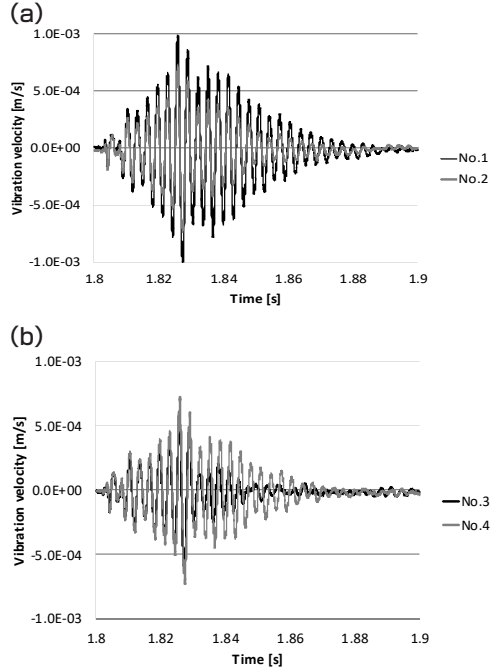 (a)
Vibration velocity [m/s]
1.0E-03
5.0E-04
0.0E+00
-5.0E-04
-1.0E-03
1.8 1.82 1.84 1.86 1.88 1.9
Time [s]
No.1
No.2
(b)
Vibration velocity [m/s]
1.0E-03
5.0E-04
0.0E+00
-5.0E-04
-1.0E-03
1.8 1.82 1.84 1.86 1.88 1.9
Time [s]
No.3
No.4